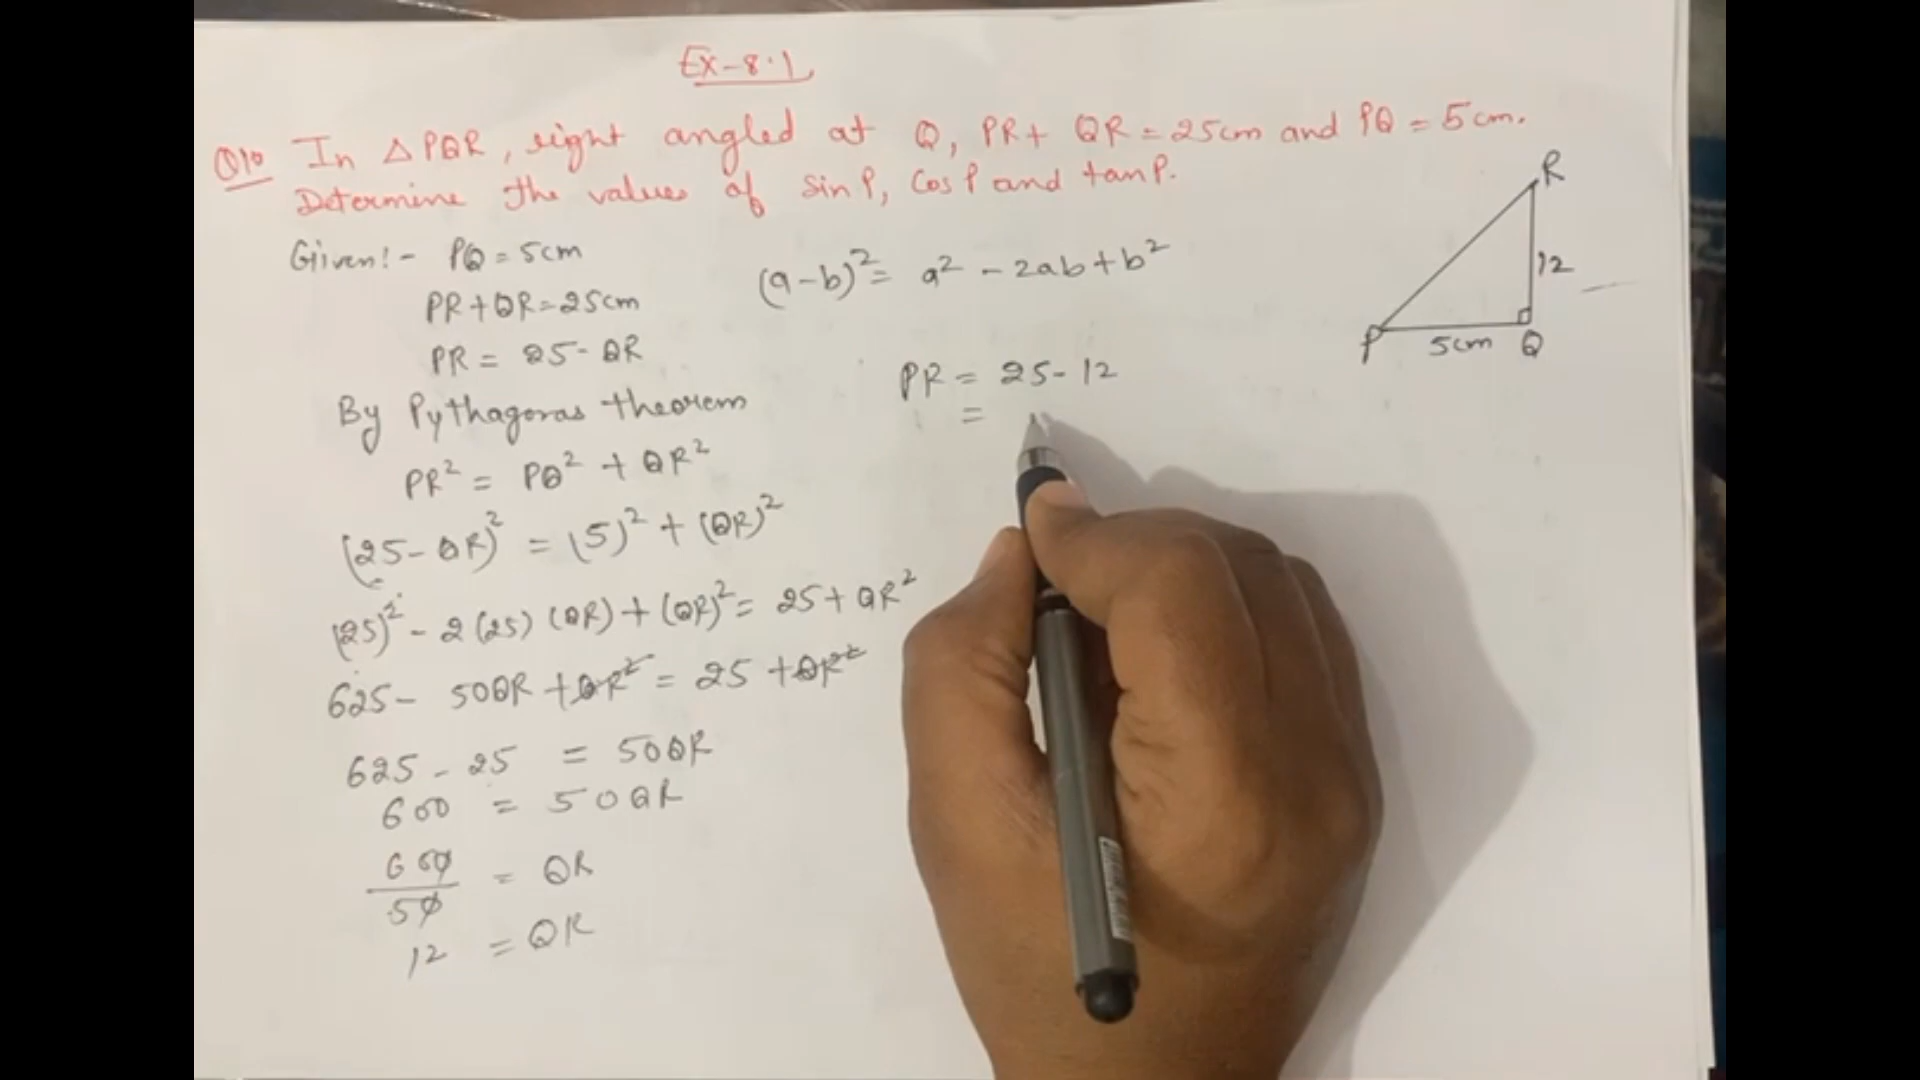 Ex-8.1
Q10 In △PQR, right angled at Q, PR + QR = 25cm and PQ = 5cm.
Determine the values of sin P, Cos P and tan P.
Given:- PQ = 5cm
PR + QR = 25cm
PR = 25 - QR
By Pythagoras theorem
PR² = PQ² + QR²
(25 - QR)² = (5)² + (QR)²
(25)² - 2(25)(QR) + (QR)² = 25 + QR²
625 - 50QR + QR² = 25 + QR²
625 - 25 = 50QR
600 = 50QR
600/50 = QR
12 = QR
(a-b)² = a² - 2ab + b²
PR = 25 - 12
=
R
12
P 5cm Q